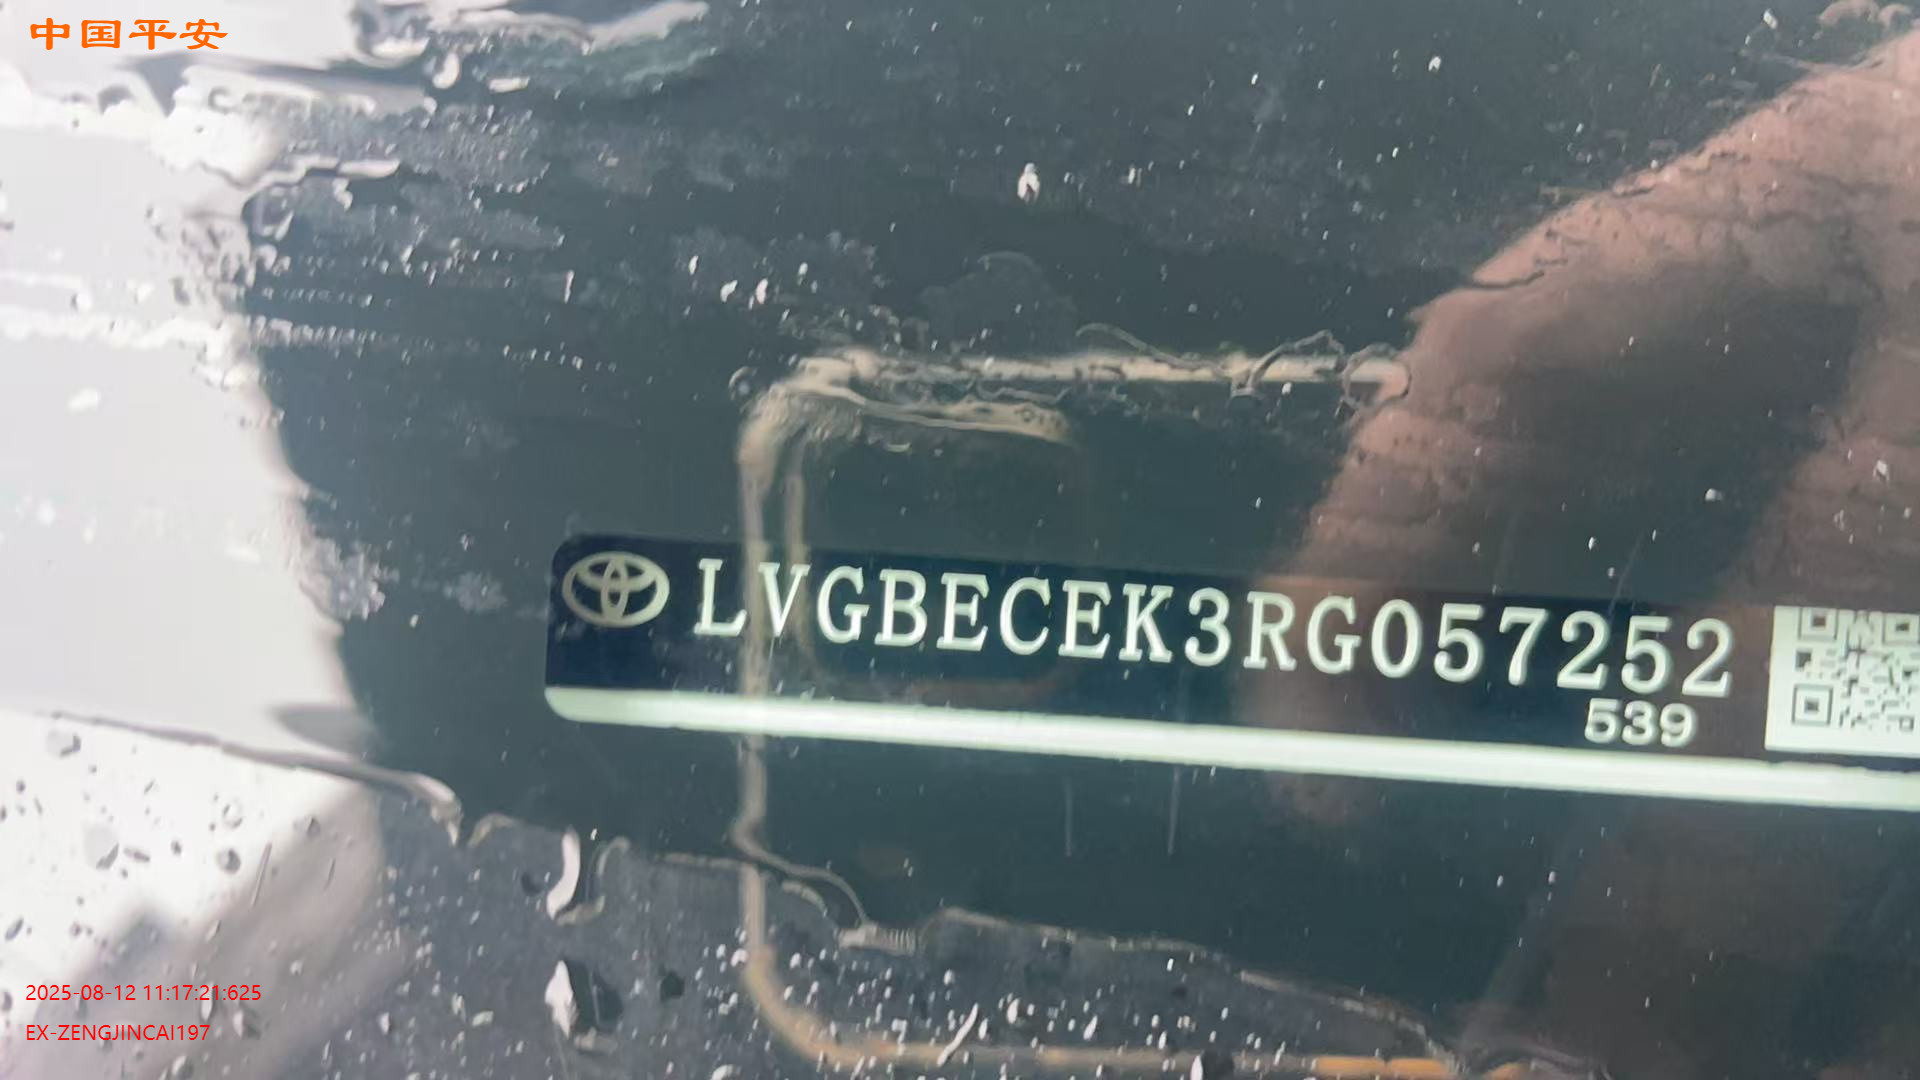 中国平安
LVGBECEK3RG057252
539
2025-08-12 11:17:21:625
EX-ZENGJINCAI197